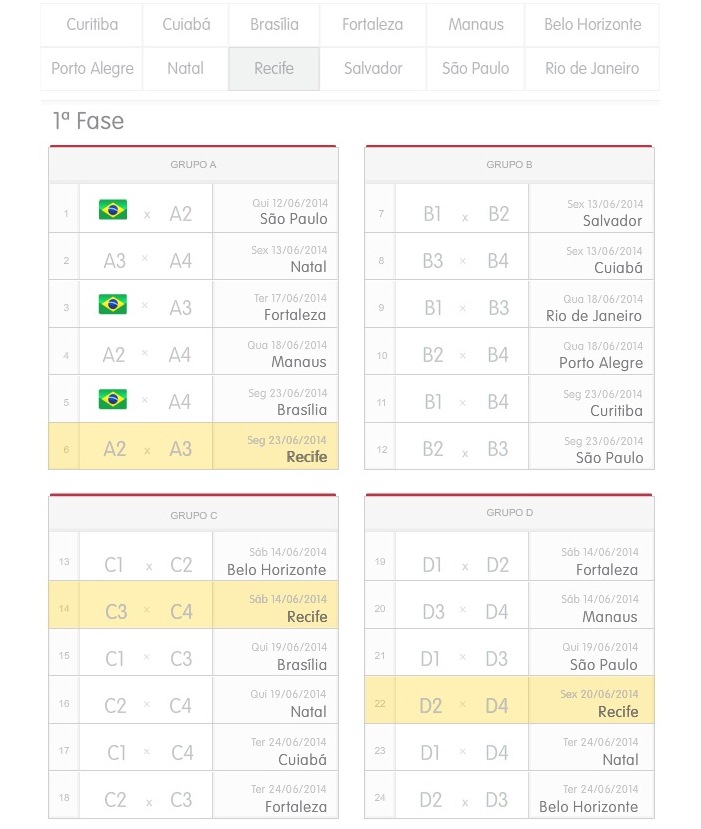 Curitiba Cuiabá Brasília Fortaleza Manaus Belo Horizonte
Porto Alegre Natal Recife Salvador São Paulo Rio de Janeiro
1ª Fase
GRUPO A
1 x A2 Qui 12/06/2014
São Paulo
2 A3 x A4 Sex 13/06/2014
Natal
3 x A3 Ter 17/06/2014
Fortaleza
4 A2 x A4 Qua 18/06/2014
Manaus
5 x A4 Seg 23/06/2014
Brasília
6 A2 x A3 Seg 23/06/2014
Recife
GRUPO B
7 B1 x B2 Sex 13/06/2014
Salvador
8 B3 x B4 Sex 13/06/2014
Cuiabá
9 B1 x B3 Qua 18/06/2014
Rio de Janeiro
10 B2 x B4 Qua 18/06/2014
Porto Alegre
11 B1 x B4 Seg 23/06/2014
Curitiba
12 B2 x B3 Seg 23/06/2014
São Paulo
GRUPO C
13 C1 x C2 Sáb 14/06/2014
Belo Horizonte
14 C3 x C4 Sáb 14/06/2014
Recife
15 C1 x C3 Qui 19/06/2014
Brasília
16 C2 x C4 Qui 19/06/2014
Natal
17 C1 x C4 Ter 24/06/2014
Cuiabá
18 C2 x C3 Ter 24/06/2014
Fortaleza
GRUPO D
19 D1 x D2 Sáb 14/06/2014
Fortaleza
20 D3 x D4 Sáb 14/06/2014
Manaus
21 D1 x D3 Qui 19/06/2014
São Paulo
22 D2 x D4 Sex 20/06/2014
Recife
23 D1 x D4 Ter 24/06/2014
Natal
24 D2 x D3 Ter 24/06/2014
Belo Horizonte